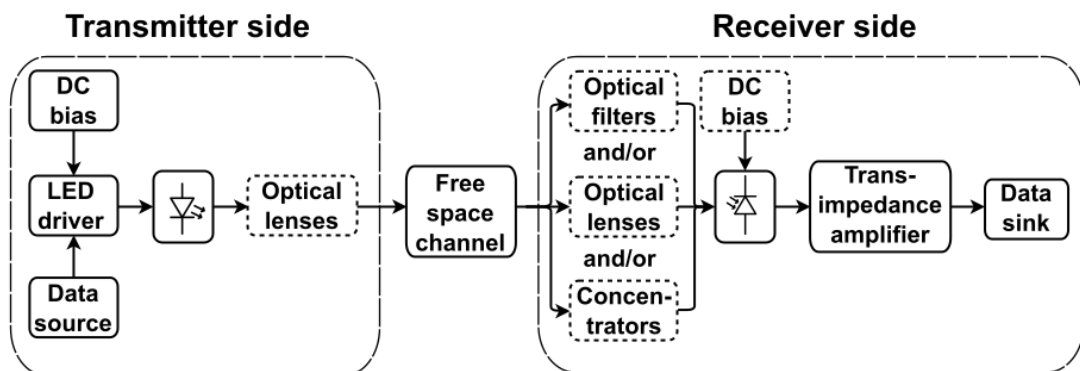 Transmitter side
Receiver side
DC
bias
LED
driver
Data
source
Optical
lenses
Free
space
channel
Optical
filters
and/or
Optical
lenses
and/or
Concen-
trators
DC
bias
Trans-
impedance
amplifier
Data
sink